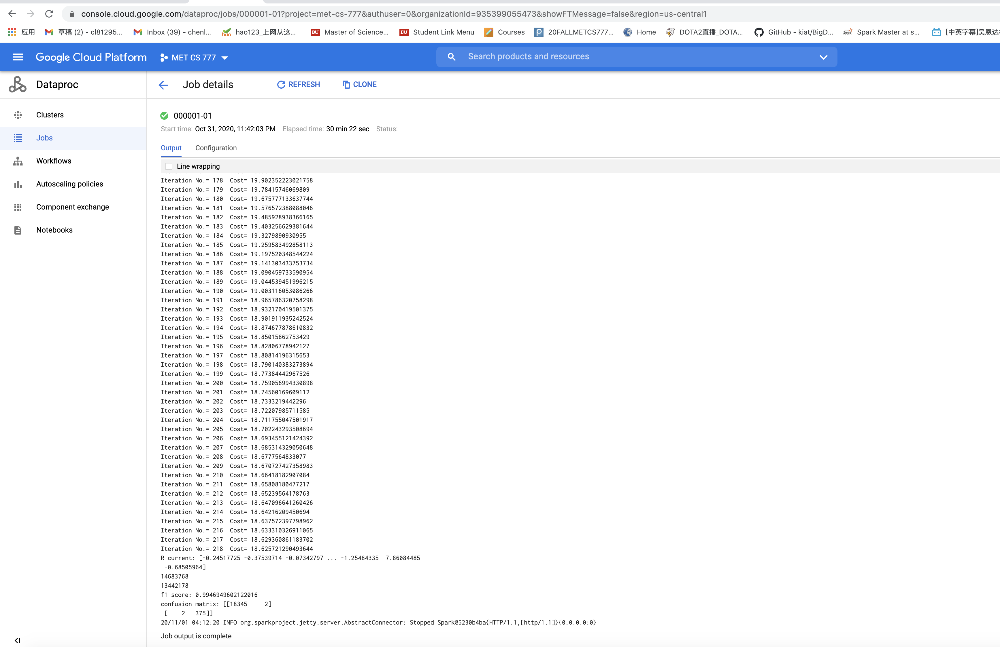 console.cloud.google.com/dataproc/jobs/000001-01?project=met-cs-777&authuser=0&organizationId=935399055473&showFTMessage=false&region=us-central1
应用 草稿 (2) - cl81295... Inbox (39) - chenl... hao123_上网从这... Master of Science... Student Link Menu Courses 20FALLMETCS777... Home DOTA2直播_DOTA... GitHub - kiat/BigD... Spark Master at s... [中英字幕]吴恩达
Google Cloud Platform MET CS 777 Search products and resources
Dataproc Job details REFRESH CLONE
Clusters
Jobs
Workflows
Autoscaling policies
Component exchange
Notebooks
000001-01
Start time: Oct 31, 2020, 11:42:03 PM Elapsed time: 30 min 22 sec Status:
Output Configuration
Line wrapping
Iteration No.= 178 Cost= 19.902352223021758
Iteration No.= 179 Cost= 19.78415746069809
Iteration No.= 180 Cost= 19.675777133637744
Iteration No.= 181 Cost= 19.576572388088046
Iteration No.= 182 Cost= 19.485928938366165
Iteration No.= 183 Cost= 19.403256629381644
Iteration No.= 184 Cost= 19.3279890930955
Iteration No.= 185 Cost= 19.259583492858113
Iteration No.= 186 Cost= 19.197520348544224
Iteration No.= 187 Cost= 19.141303433753734
Iteration No.= 188 Cost= 19.090459733590954
Iteration No.= 189 Cost= 19.044539451996215
Iteration No.= 190 Cost= 19.003116053086266
Iteration No.= 191 Cost= 18.965786320758298
Iteration No.= 192 Cost= 18.932170419501375
Iteration No.= 193 Cost= 18.901911935242524
Iteration No.= 194 Cost= 18.874677878610832
Iteration No.= 195 Cost= 18.85015862753429
Iteration No.= 196 Cost= 18.82806778942127
Iteration No.= 197 Cost= 18.80814196315653
Iteration No.= 198 Cost= 18.790140383273894
Iteration No.= 199 Cost= 18.77384442967526
Iteration No.= 200 Cost= 18.759056994330898
Iteration No.= 201 Cost= 18.74560169609112
Iteration No.= 202 Cost= 18.7333219442296
Iteration No.= 203 Cost= 18.72207985711585
Iteration No.= 204 Cost= 18.711755047501917
Iteration No.= 205 Cost= 18.702243293508694
Iteration No.= 206 Cost= 18.693455121424392
Iteration No.= 207 Cost= 18.685314329050648
Iteration No.= 208 Cost= 18.6777564833077
Iteration No.= 209 Cost= 18.670727427358983
Iteration No.= 210 Cost= 18.66418182907084
Iteration No.= 211 Cost= 18.65808180477217
Iteration No.= 212 Cost= 18.65239564178763
Iteration No.= 213 Cost= 18.647096641260426
Iteration No.= 214 Cost= 18.64216209450694
Iteration No.= 215 Cost= 18.637572397798962
Iteration No.= 216 Cost= 18.633310326911065
Iteration No.= 217 Cost= 18.629360861183702
Iteration No.= 218 Cost= 18.625721290493644
R current: [-0.24517725 -0.37539714 -0.07342797 ... -1.25484335 7.86084485
-0.68505964]
14683768
13442178
f1 score: 0.9946949602122016
confusion matrix: [[18345 2]
[ 2 375]]
20/11/01 04:12:20 INFO org.sparkproject.jetty.server.AbstractConnector: Stopped Spark@5230b4ba{HTTP/1.1,[http/1.1]}{0.0.0.0:0}
Job output is complete